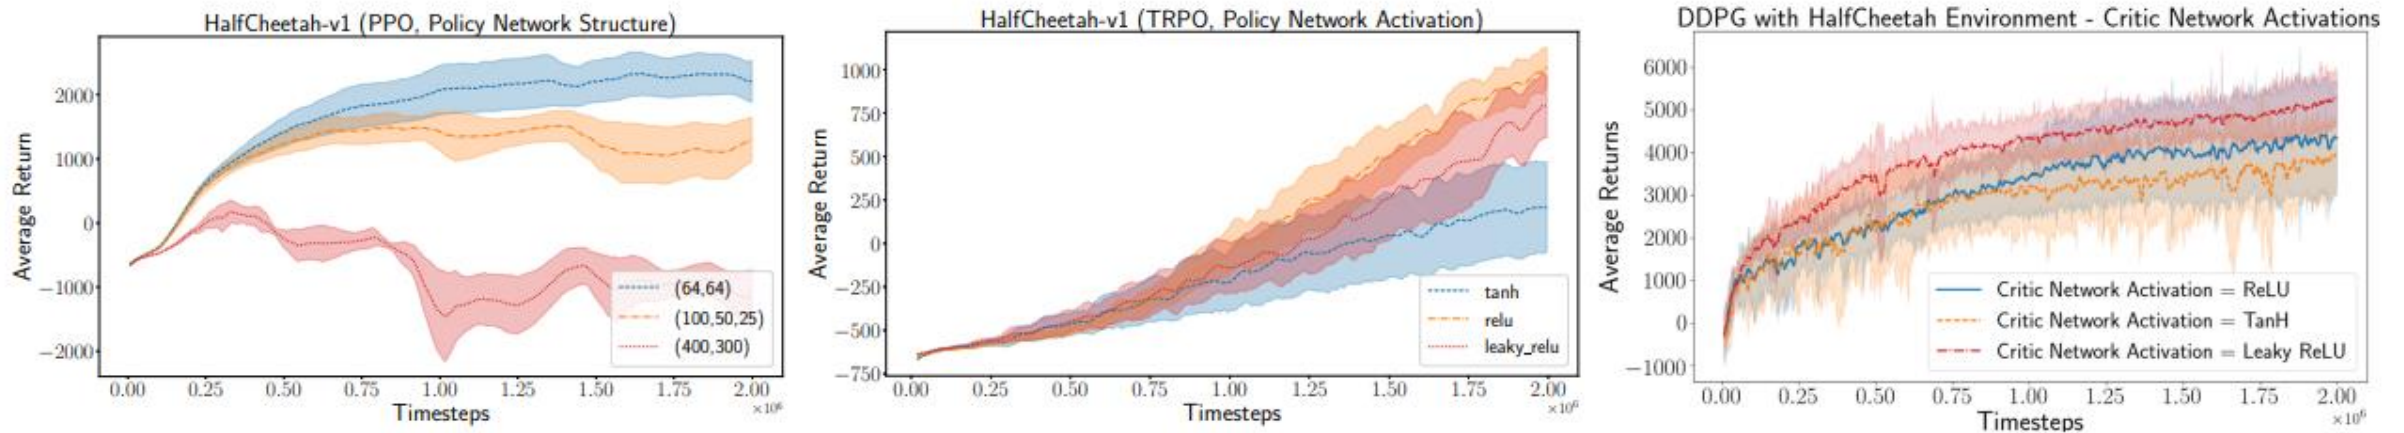 HalfCheetah-v1 (PPO, Policy Network Structure)
Average Return
2000
1000
0
−1000
−2000
0.00 0.25 0.50 0.75 1.00 1.25 1.50 1.75 2.00
×10⁶
Timesteps
(64,64)
(100,50,25)
(400,300)
HalfCheetah-v1 (TRPO, Policy Network Activation)
Average Return
1000
750
500
250
0
−250
−500
−750
0.00 0.25 0.50 0.75 1.00 1.25 1.50 1.75 2.00
×10⁶
Timesteps
tanh
relu
leaky_relu
DDPG with HalfCheetah Environment - Critic Network Activations
Average Returns
6000
5000
4000
3000
2000
1000
0
−1000
0.00 0.25 0.50 0.75 1.00 1.25 1.50 1.75 2.00
×10⁶
Timesteps
Critic Network Activation = ReLU
Critic Network Activation = TanH
Critic Network Activation = Leaky ReLU